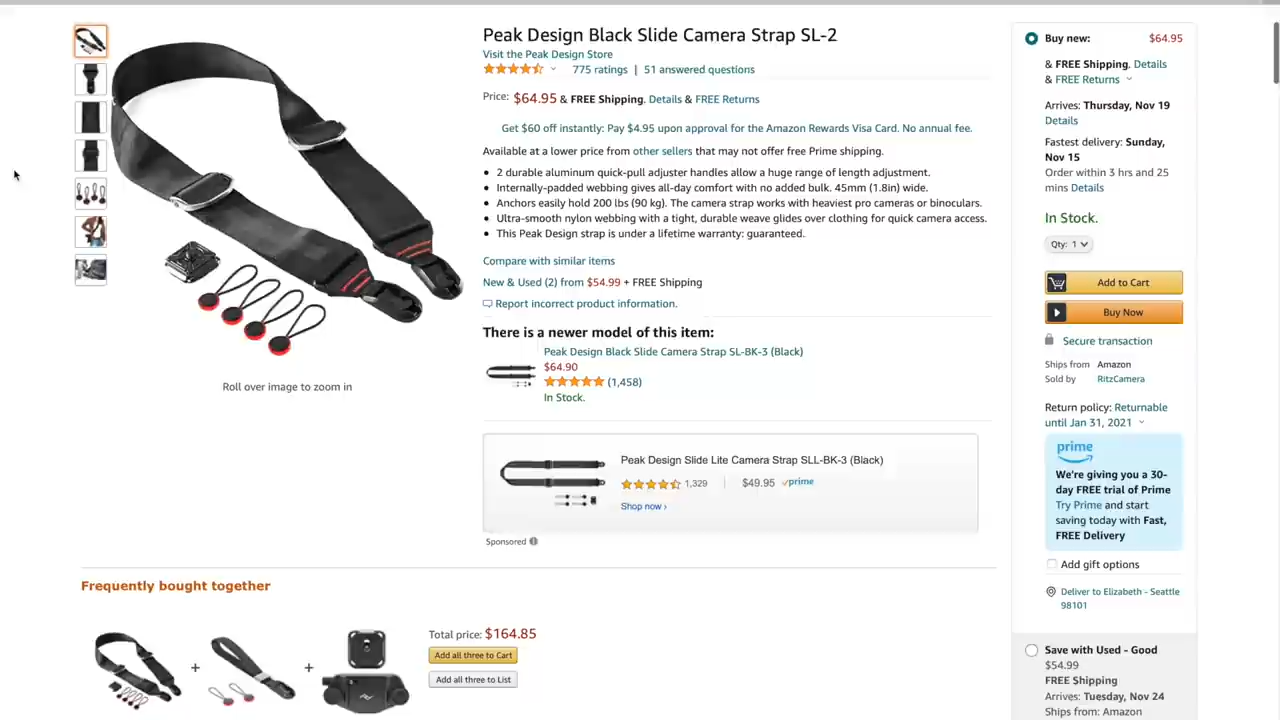 Peak Design Black Slide Camera Strap SL-2
Visit the Peak Design Store
775 ratings | 51 answered questions
Price: $64.95 & FREE Shipping. Details & FREE Returns
Get $60 off instantly: Pay $4.95 upon approval for the Amazon Rewards Visa Card. No annual fee.
Available at a lower price from other sellers that may not offer free Prime shipping.
• 2 durable aluminum quick-pull adjuster handles allow a huge range of length adjustment.
• Internally-padded webbing gives all-day comfort with no added bulk. 45mm (1.8in) wide.
• Anchors easily hold 200 lbs (90 kg). The camera strap works with heaviest pro cameras or binoculars.
• Ultra-smooth nylon webbing with a tight, durable weave glides over clothing for quick camera access.
• This Peak Design strap is under a lifetime warranty: guaranteed.
Compare with similar items
New & Used (2) from $54.99 + FREE Shipping
Report incorrect product information.
Roll over image to zoom in
There is a newer model of this item:
Peak Design Black Slide Camera Strap SL-BK-3 (Black)
$64.90
(1,458)
In Stock.
Peak Design Slide Lite Camera Strap SLL-BK-3 (Black)
1,329 | $49.95 prime
Shop now ›
Sponsored
Frequently bought together
+ +
Total price: $164.85
Add all three to Cart
Add all three to List
Buy new: $64.95
& FREE Shipping. Details
& FREE Returns
Arrives: Thursday, Nov 19
Details
Fastest delivery: Sunday,
Nov 15
Order within 3 hrs and 25
mins Details
In Stock.
Qty: 1
Add to Cart
Buy Now
Secure transaction
Ships from Amazon
Sold by RitzCamera
Return policy: Returnable
until Jan 31, 2021
prime
We're giving you a 30-
day FREE trial of Prime
Try Prime and start
saving today with Fast,
FREE Delivery
Add gift options
Deliver to Elizabeth - Seattle
98101
Save with Used - Good
$54.99
FREE Shipping
Arrives: Tuesday, Nov 24
Ships from: Amazon